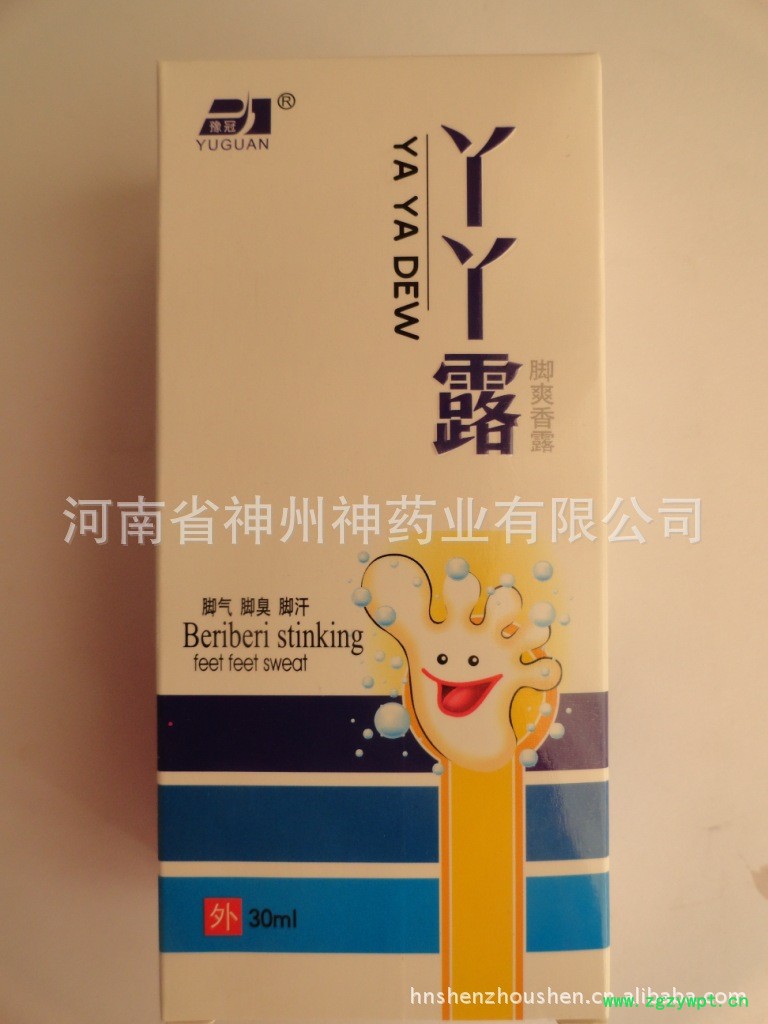 豫冠
®
YUGUAN
丫丫露
YA YA DEW
脚爽香露
河南省神州神药业有限公司
脚气 脚臭 脚汗
Beriberi stinking
feet feet sweat
外 30ml
hnshenzhoushen.cn.alibaba.com
www.zgzywpt.cn